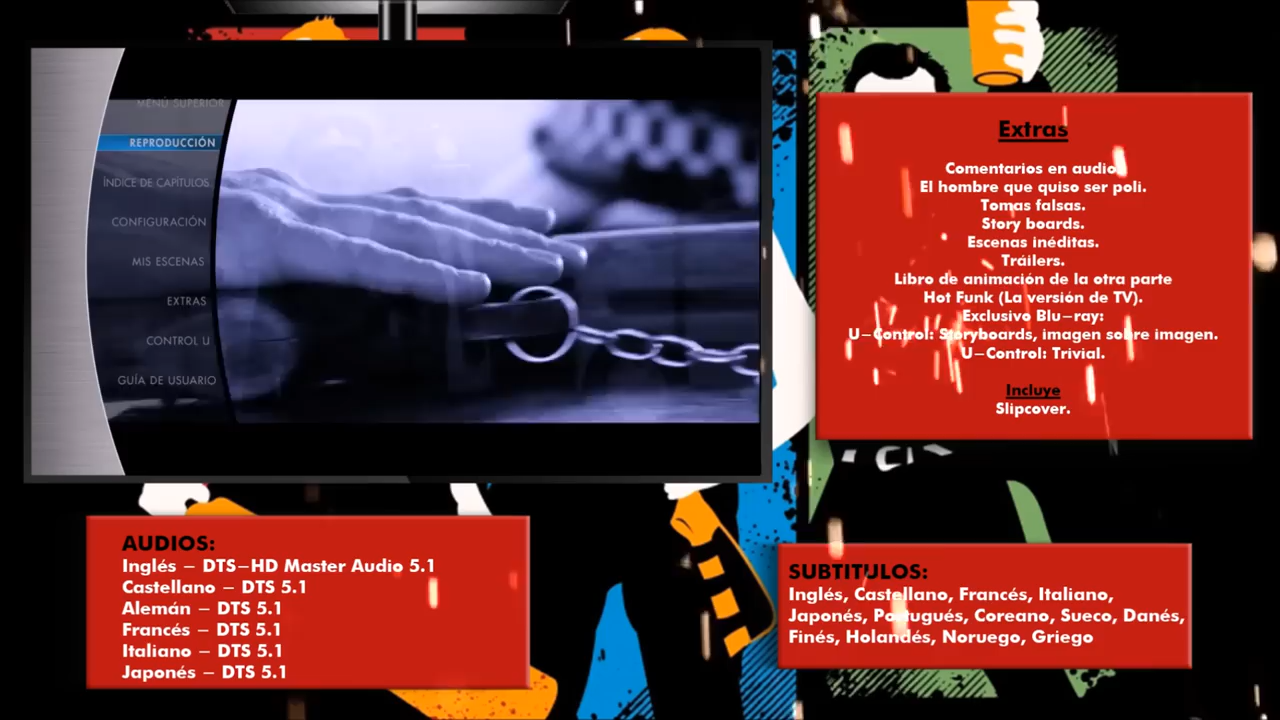 MENÚ SUPERIOR
REPRODUCCIÓN
ÍNDICE DE CAPÍTULOS
CONFIGURACIÓN
MIS ESCENAS
EXTRAS
CONTROL U
GUÍA DE USUARIO
Extras
Comentarios en audio.
El hombre que quiso ser poli.
Tomas falsas.
Story boards.
Escenas inéditas.
Tráilers.
Libro de animación de la otra parte
Hot Funk (La versión de TV).
Exclusivo Blu-ray:
U-Control: Storyboards, imagen sobre imagen.
U-Control: Trivial.
Incluye
Slipcover.
AUDIOS:
Inglés - DTS-HD Master Audio 5.1
Castellano - DTS 5.1
Alemán - DTS 5.1
Francés - DTS 5.1
Italiano - DTS 5.1
Japonés - DTS 5.1
SUBTITULOS:
Inglés, Castellano, Francés, Italiano,
Japonés, Portugués, Coreano, Sueco, Danés,
Finés, Holandés, Noruego, Griego